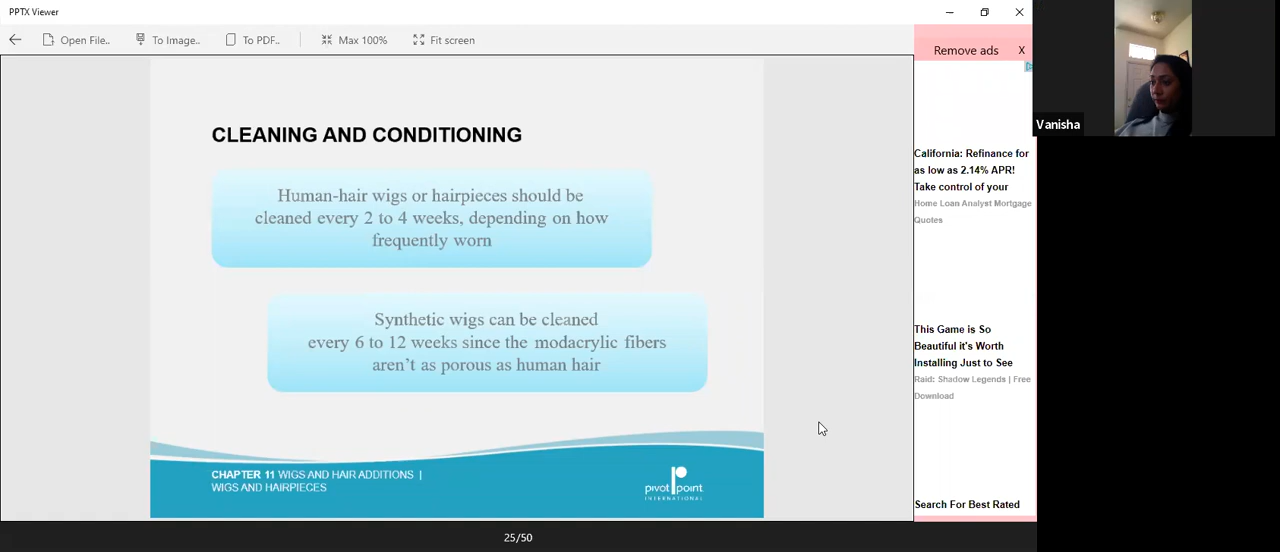 PPTX Viewer
Open File..
To Image..
To PDF..
Max 100%
Fit screen
Remove ads
X
Vanisha
CLEANING AND CONDITIONING
Human-hair wigs or hairpieces should be
cleaned every 2 to 4 weeks, depending on how
frequently worn
Synthetic wigs can be cleaned
every 6 to 12 weeks since the modacrylic fibers
aren't as porous as human hair
CHAPTER 11 WIGS AND HAIR ADDITIONS |
WIGS AND HAIRPIECES
pivot point
INTERNATIONAL
California: Refinance for
as low as 2.14% APR!
Take control of your
Home Loan Analyst Mortgage
Quotes
This Game is So
Beautiful it's Worth
Installing Just to See
Raid: Shadow Legends | Free
Download
Search For Best Rated
25/50